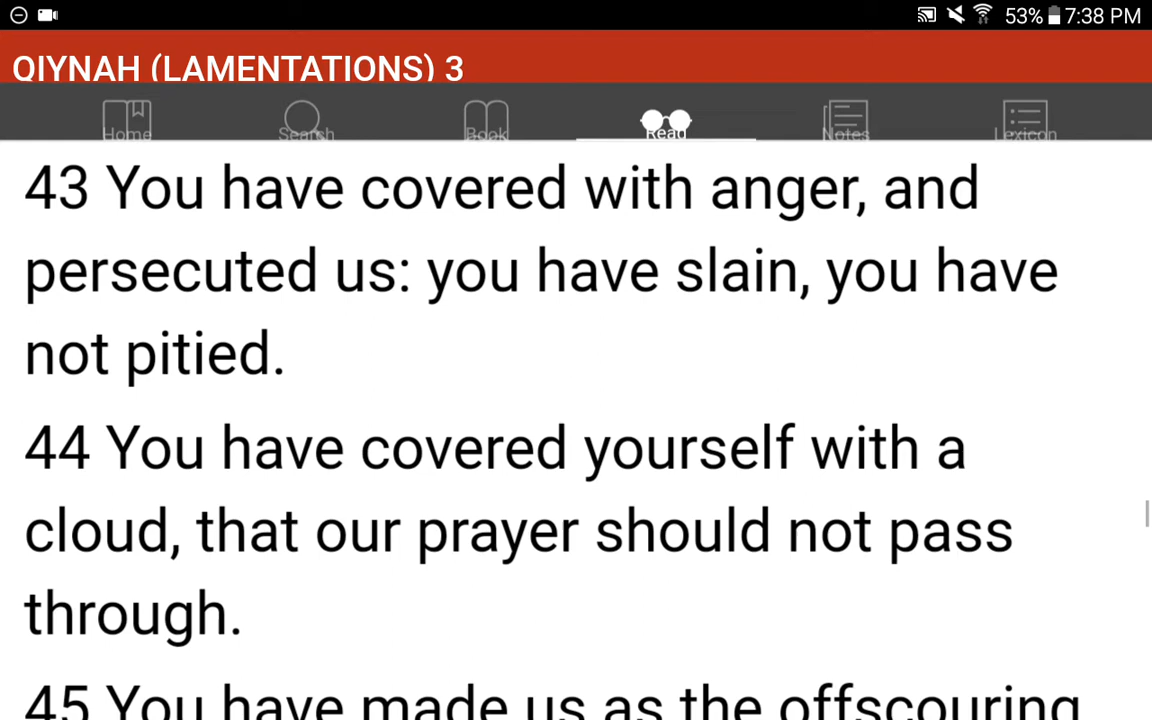 53% 7:38 PM
QIYNAH (LAMENTATIONS) 3
Home Search Book Read Notes Lexicon
43 You have covered with anger, and
persecuted us: you have slain, you have
not pitied.
44 You have covered yourself with a
cloud, that our prayer should not pass
through.
45 You have made us as the offscouring